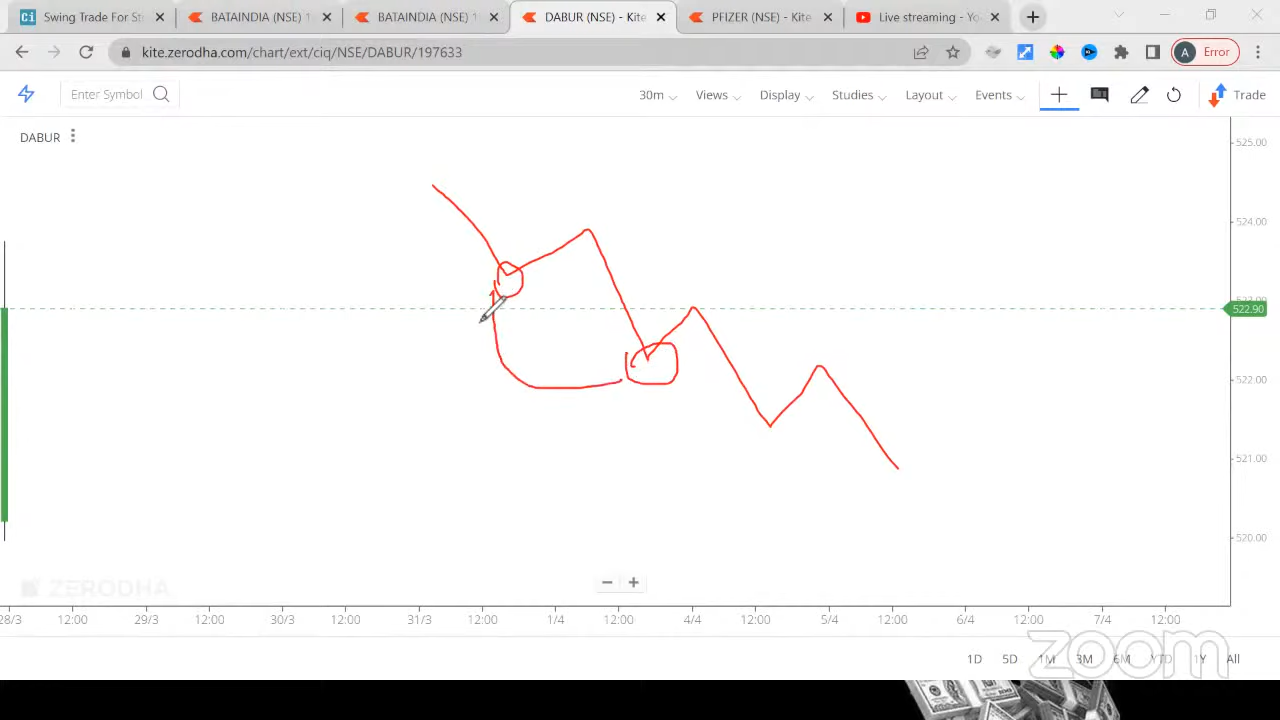 Swing Trade For St
BATAINDIA (NSE) 1
BATAINDIA (NSE) 1
DABUR (NSE) - Kite
PFIZER (NSE) - Kite
Live streaming - Yo
kite.zerodha.com/chart/ext/ciq/NSE/DABUR/197633
A Error
Enter Symbol
30m Views Display Studies Layout Events Trade
DABUR
525.00
524.00
522.90
522.00
521.00
520.00
ZERODHA
28/3 12:00 29/3 12:00 30/3 12:00 31/3 12:00 1/4 12:00 4/4 12:00 5/4 12:00 6/4 12:00 7/4 12:00
1D 5D 1M 3M 6M YTD 1Y All
zoom